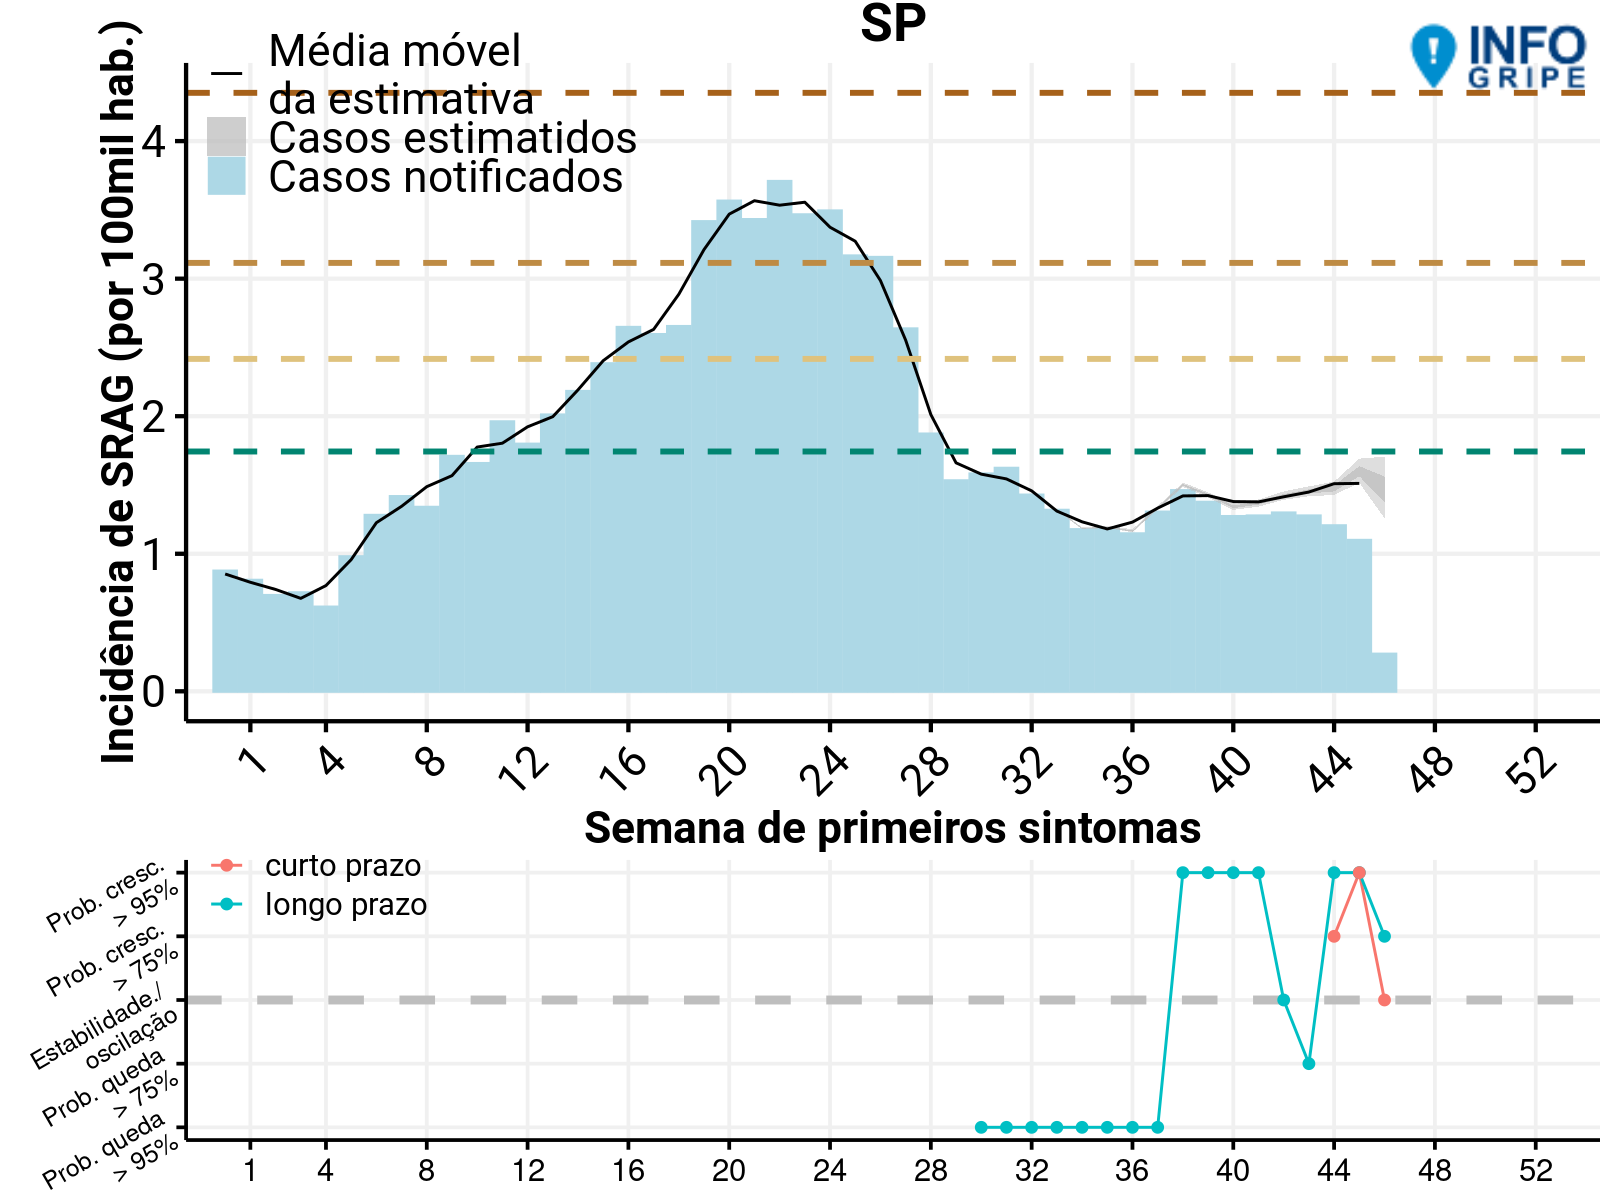 SP
INFO
GRIPE
Média móvel
da estimativa
Casos estimatidos
Casos notificados
Incidência de SRAG (por 100mil hab.)
4
3
2
1
0
1 4 8 12 16 20 24 28 32 36 40 44 48 52
Semana de primeiros sintomas
curto prazo
longo prazo
Prob. cresc.
> 95%
Prob. cresc.
> 75%
Estabilidade./
oscilação
Prob. queda
> 75%
Prob. queda
> 95%
1 4 8 12 16 20 24 28 32 36 40 44 48 52